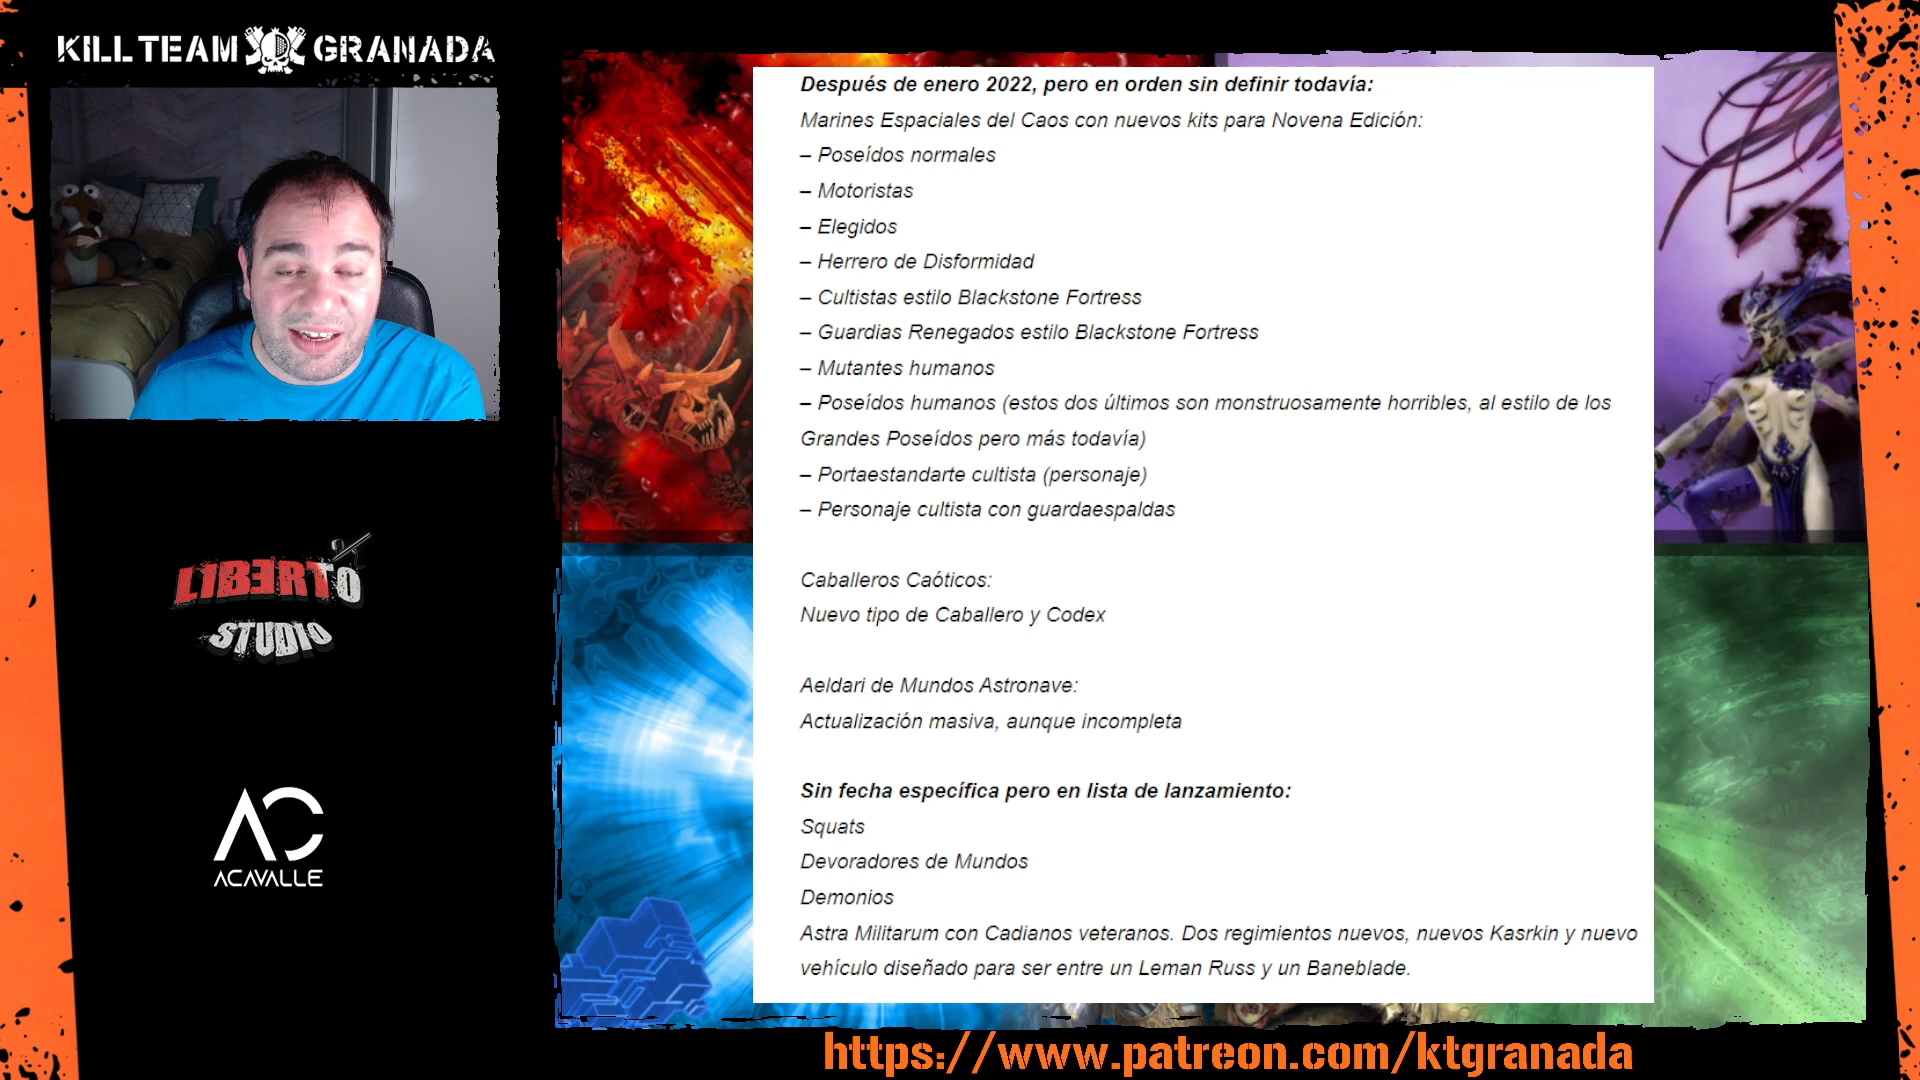 KILL TEAM GRANADA
Después de enero 2022, pero en orden sin definir todavía:
Marines Espaciales del Caos con nuevos kits para Novena Edición:
– Poseídos normales
– Motoristas
– Elegidos
– Herrero de Disformidad
– Cultistas estilo Blackstone Fortress
– Guardias Renegados estilo Blackstone Fortress
– Mutantes humanos
– Poseídos humanos (estos dos últimos son monstruosamente horribles, al estilo de los
Grandes Poseídos pero más todavía)
– Portaestandarte cultista (personaje)
– Personaje cultista con guardaespaldas
Caballeros Caóticos:
Nuevo tipo de Caballero y Codex
Aeldari de Mundos Astronave:
Actualización masiva, aunque incompleta
Sin fecha específica pero en lista de lanzamiento:
Squats
Devoradores de Mundos
Demonios
Astra Militarum con Cadianos veteranos. Dos regimientos nuevos, nuevos Kasrkin y nuevo
vehículo diseñado para ser entre un Leman Russ y un Baneblade.
LIBERTO
STUDIO
AC
ACAVALLE
https://www.patreon.com/ktgranada